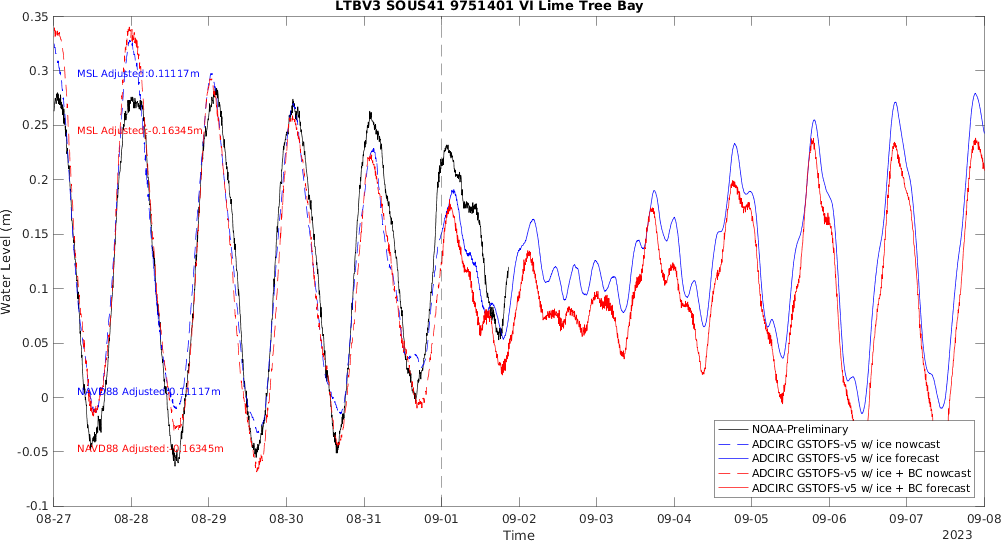 LTBV3 SOUS41 9751401 VI Lime Tree Bay
0.35
0.3
0.25
0.2
0.15
0.1
0.05
0
-0.05
-0.1
Water Level (m)
MSL Adjusted:0.11117m
MSL Adjusted:-0.16345m
NAVD88 Adjusted:0.11117m
NAVD88 Adjusted:-0.16345m
NOAA-Preliminary
ADCIRC GSTOFS-v5 w/ ice nowcast
ADCIRC GSTOFS-v5 w/ ice forecast
ADCIRC GSTOFS-v5 w/ ice + BC nowcast
ADCIRC GSTOFS-v5 w/ ice + BC forecast
08-27 08-28 08-29 08-30 08-31 09-01 09-02 09-03 09-04 09-05 09-06 09-07 09-08
Time
2023